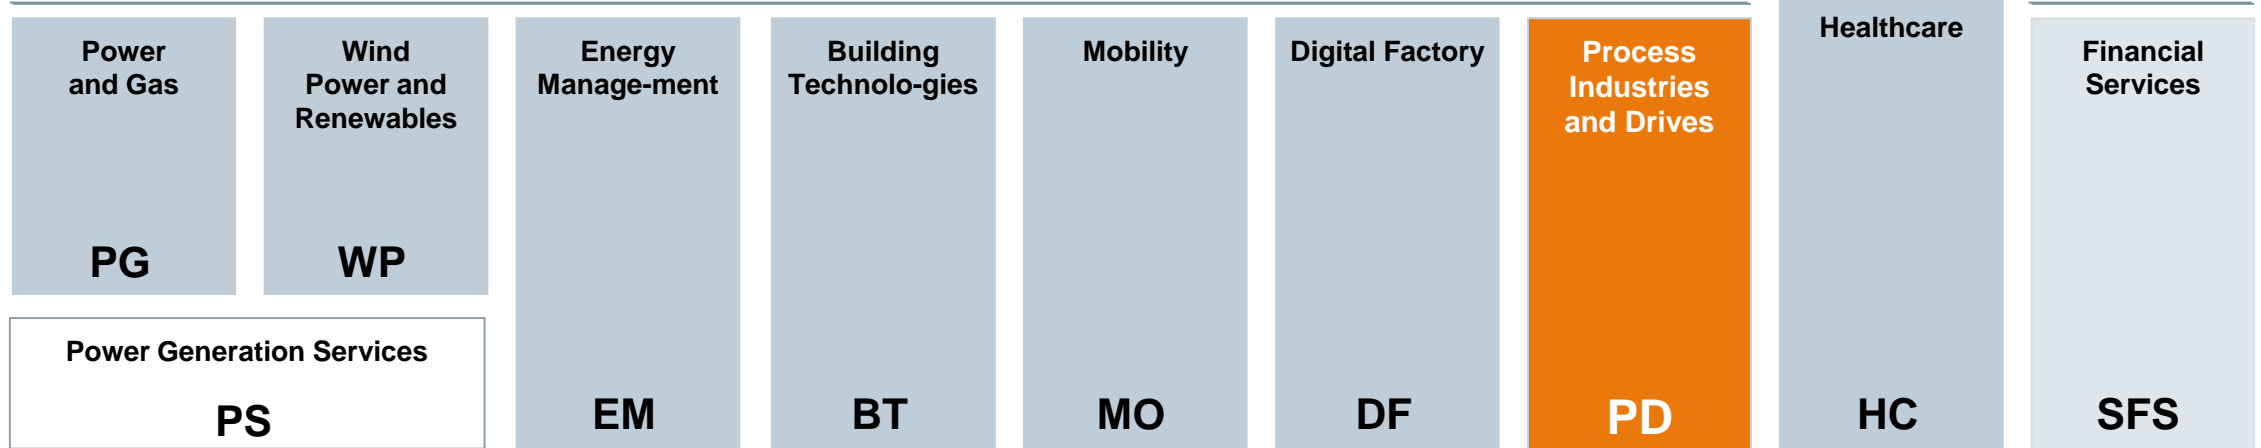 Power
and Gas
PG
Wind
Power and
Renewables
WP
Power Generation Services
PS
Energy
Manage-ment
EM
Building
Technolo-gies
BT
Mobility
MO
Digital Factory
DF
Process
Industries
and Drives
PD
Healthcare
HC
Financial
Services
SFS